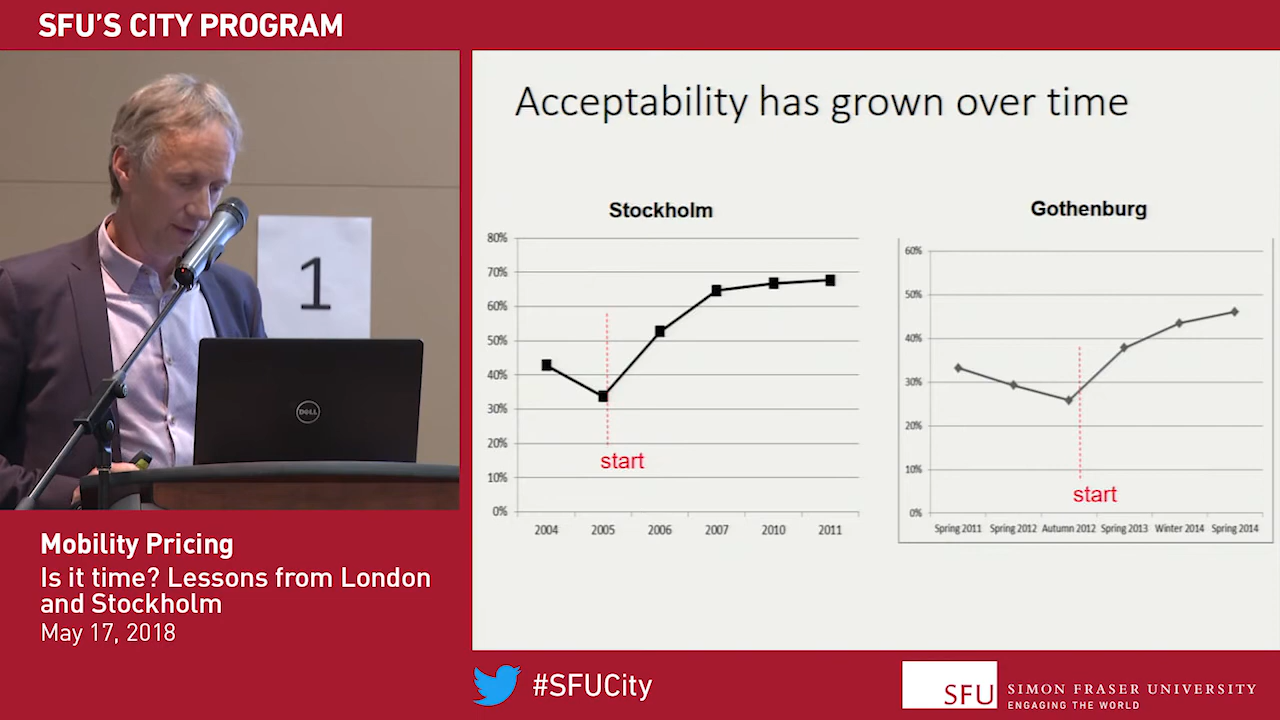 SFU'S CITY PROGRAM
1
DELL
Mobility Pricing
Is it time? Lessons from London
and Stockholm
May 17, 2018
Acceptability has grown over time
Stockholm
80%
70%
60%
50%
40%
30%
20%
10%
0%
start
2004 2005 2006 2007 2010 2011
Gothenburg
60%
50%
40%
30%
20%
10%
0%
start
Spring 2011 Spring 2012 Autumn 2012 Spring 2013 Winter 2014 Spring 2014
#SFUCity
SFU SIMON FRASER UNIVERSITY
ENGAGING THE WORLD